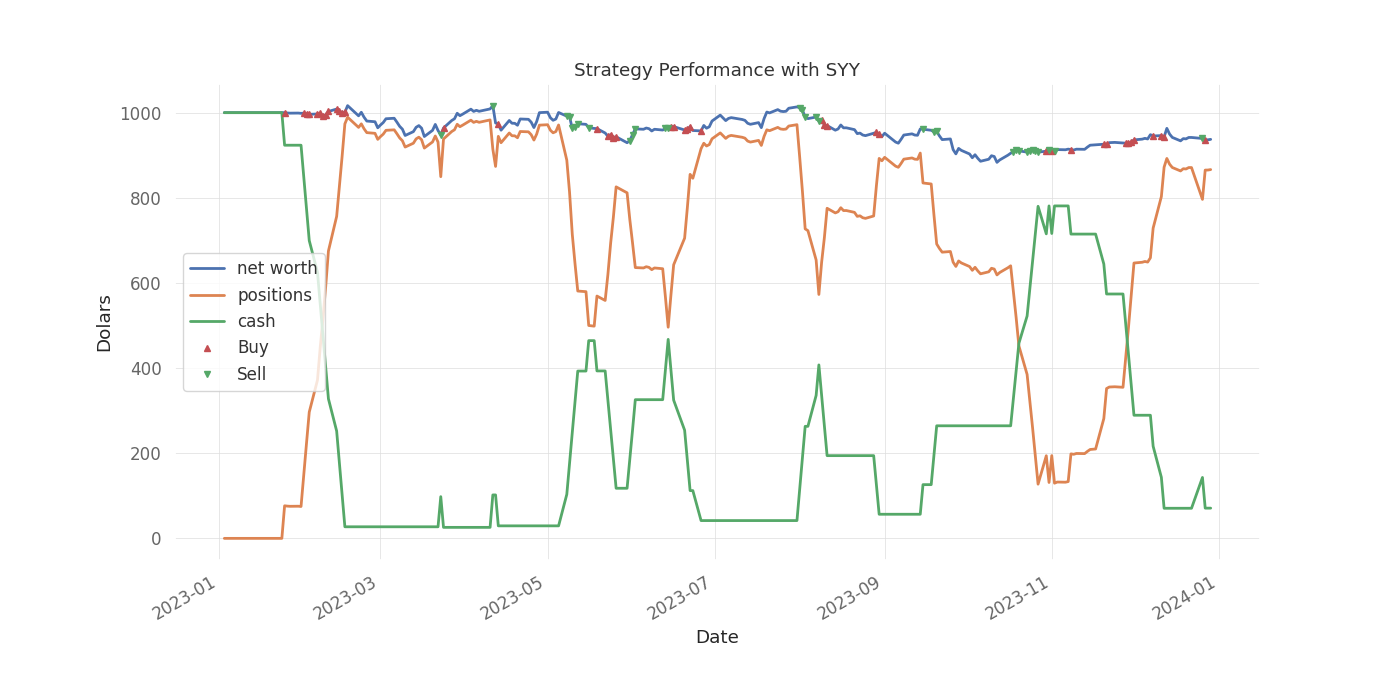 Strategy Performance with SYY
1000
800
600
400
200
0
Dolars
net worth
positions
cash
Buy
Sell
2023-01
2023-03
2023-05
2023-07
2023-09
2023-11
2024-01
Date